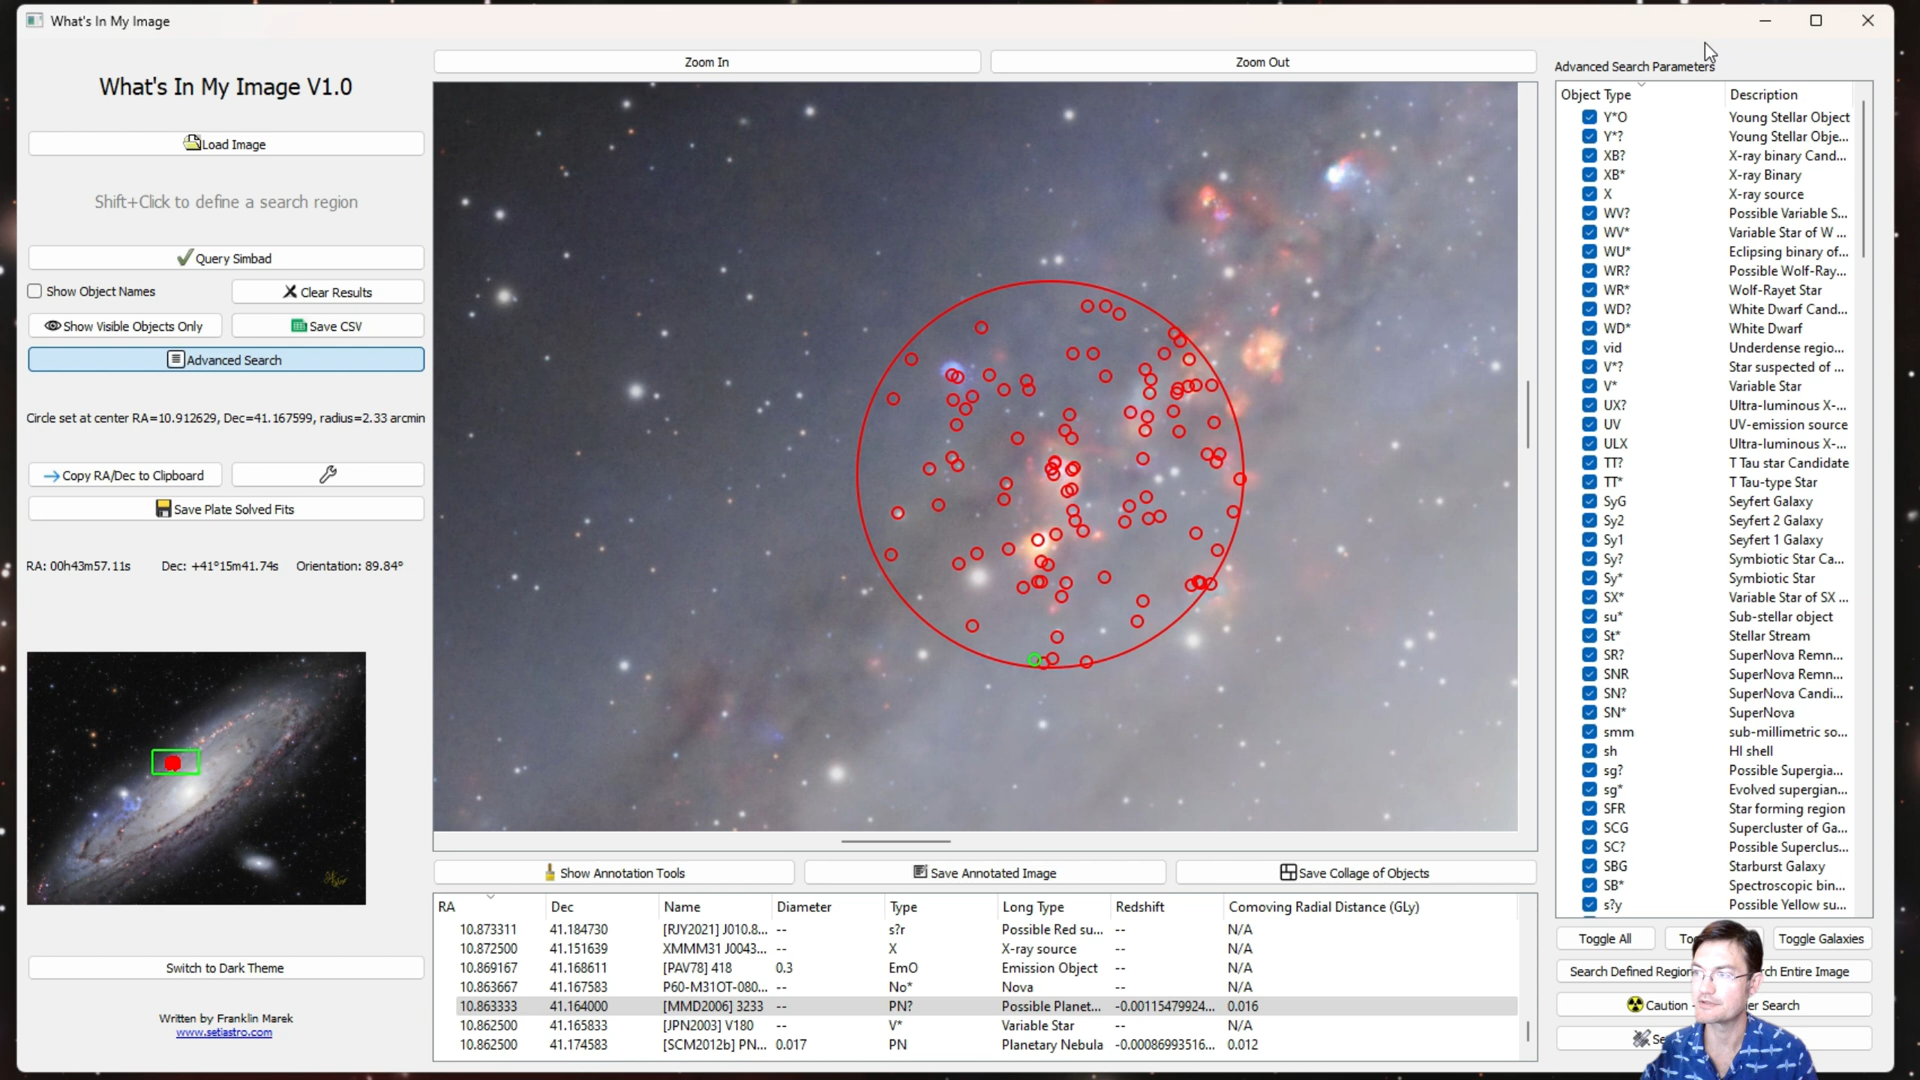 What's In My Image
What's In My Image V1.0
Load Image
Shift+Click to define a search region
Query Simbad
Show Object Names
Clear Results
Show Visible Objects Only
Save CSV
Advanced Search
Circle set at center RA=10.912629, Dec=41.167599, radius=2.33 arcmin
Copy RA/Dec to Clipboard
Save Plate Solved Fits
RA: 00h43m57.11s Dec: +41°15m41.74s Orientation: 89.84°
Switch to Dark Theme
Written by Franklin Marek
www.setiastro.com
Zoom In
Zoom Out
Show Annotation Tools
Save Annotated Image
Save Collage of Objects
RA Dec Name Diameter Type Long Type Redshift Comoving Radial Distance (GLy)
10.873311 41.184730 [RJY2021] J010.8... -- s?r Possible Red su... -- N/A
10.872500 41.151639 XMMM31 J0043... -- X X-ray source -- N/A
10.869167 41.168611 [PAV78] 418 0.3 EmO Emission Object -- N/A
10.863667 41.167583 P60-M31OT-080... -- No* Nova -- N/A
10.863333 41.164000 [MMD2006] 3233 -- PN? Possible Planet... -0.00115479924... 0.016
10.862500 41.165833 [JPN2003] V180 -- V* Variable Star -- N/A
10.862500 41.174583 [SCM2012b] PN... 0.017 PN Planetary Nebula -0.00086993516... 0.012
Advanced Search Parameters
Object Type Description
Y*O Young Stellar Object
Y*? Young Stellar Obje...
XB? X-ray binary Cand...
XB* X-ray Binary
X X-ray source
WV? Possible Variable S...
WV* Variable Star of W ...
WU* Eclipsing binary of...
WR? Possible Wolf-Ray...
WR* Wolf-Rayet Star
WD? White Dwarf Cand...
WD* White Dwarf
vid Underdense regio...
V*? Star suspected of ...
V* Variable Star
UX? Ultra-luminous X-...
UV UV-emission source
ULX Ultra-luminous X-...
TT? T Tau star Candidate
TT* T Tau-type Star
SyG Seyfert Galaxy
Sy2 Seyfert 2 Galaxy
Sy1 Seyfert 1 Galaxy
Sy? Symbiotic Star Ca...
Sy* Symbiotic Star
SX* Variable Star of SX ...
su* Sub-stellar object
St* Stellar Stream
SR? SuperNova Remn...
SNR SuperNova Remn...
SN? SuperNova Candi...
SN* SuperNova
smm sub-millimetric so...
sh HI shell
sg? Possible Supergia...
sg* Evolved supergian...
SFR Star forming region
SCG Supercluster of Ga...
SC? Possible Superclus...
SBG Starburst Galaxy
SB* Spectroscopic bin...
s?y Possible Yellow su...
Toggle All
Toggle Galaxies
Search Defined Region
Entire Image
Caution - Search